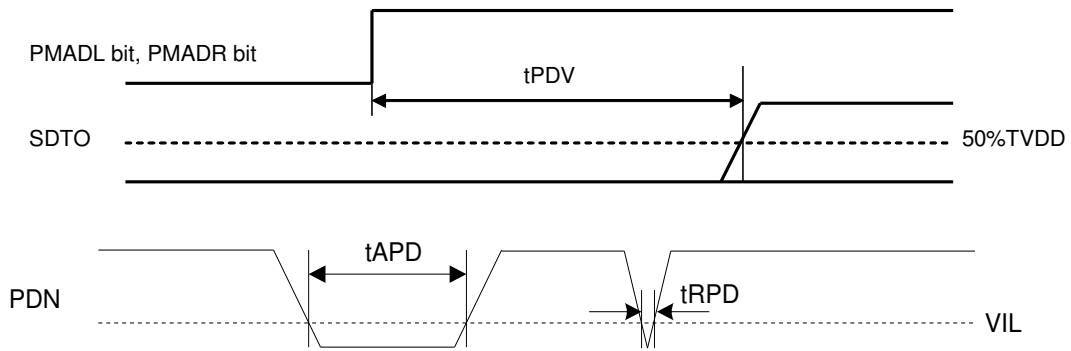 PMADL bit, PMADR bit
tPDV
SDTO
50%TVDD
tAPD
PDN
tRPD
VIL